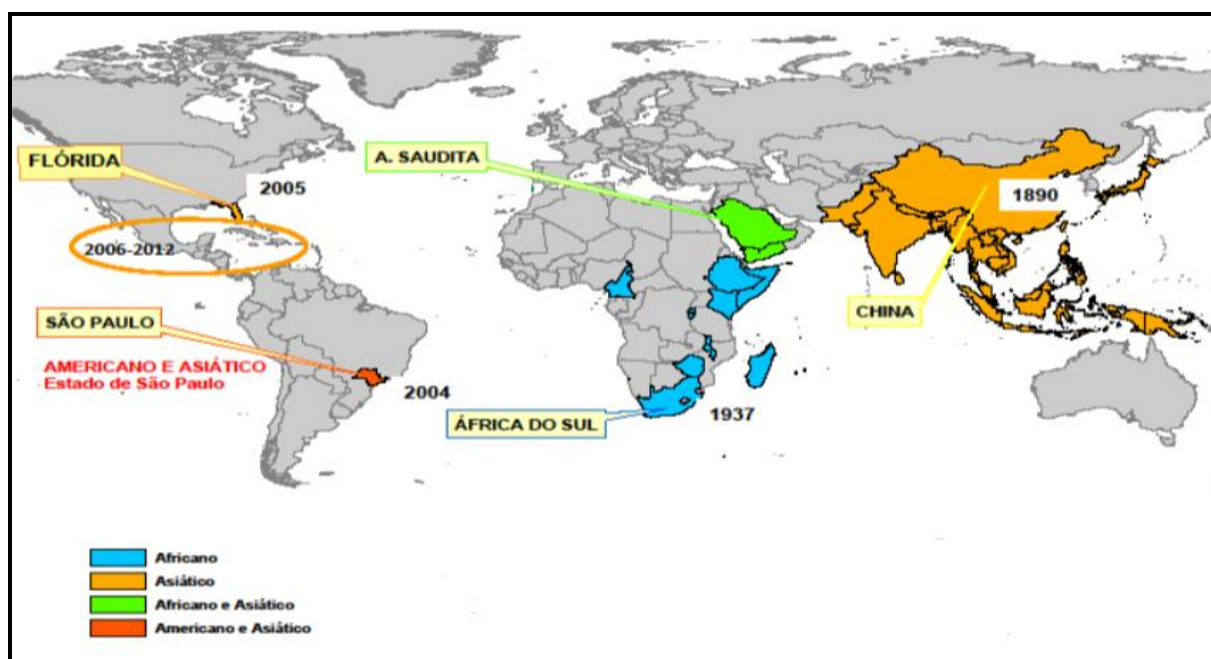 FLÓRIDA
2005
A. SAUDITA
1890
2006-2012
CHINA
SÃO PAULO
AMERICANO E ASIÁTICO
Estado de São Paulo
2004
ÁFRICA DO SUL
1937
Africano
Asiático
Africano e Asiático
Americano e Asiático